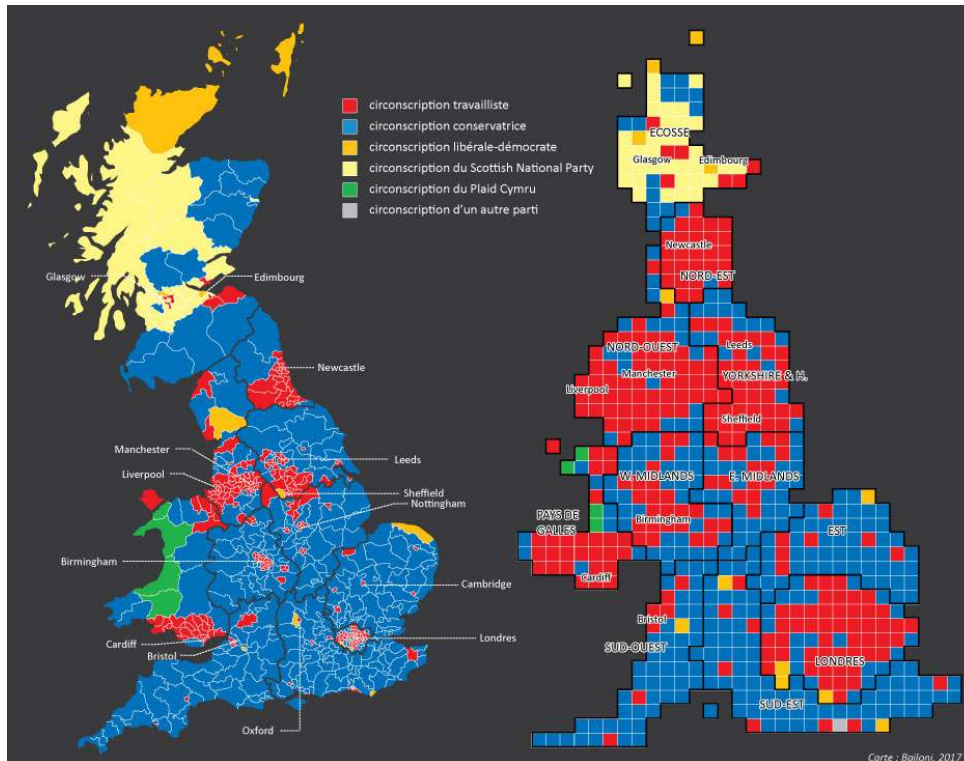 circonscription travailliste
circonscription conservatrice
circonscription libérale-démocrate
circonscription du Scottish National Party
circonscription du Plaid Cymru
circonscription d'un autre parti
Glasgow
Edimbourg
Newcastle
Manchester
Liverpool
Leeds
Sheffield
Nottingham
Birmingham
Cambridge
Cardiff
Bristol
Londres
Oxford
ECOSSE
Glasgow
Edimbourg
Newcastle
NORD-EST
NORD-OUEST
Leeds
Manchester
YORKSHIRE & H.
Liverpool
Sheffield
W. MIDLANDS
E. MIDLANDS
PAYS DE
GALLES
Birmingham
EST
Cardiff
Bristol
SUD-OUEST
LONDRES
SUD-EST
Carte : Bailoni, 2017